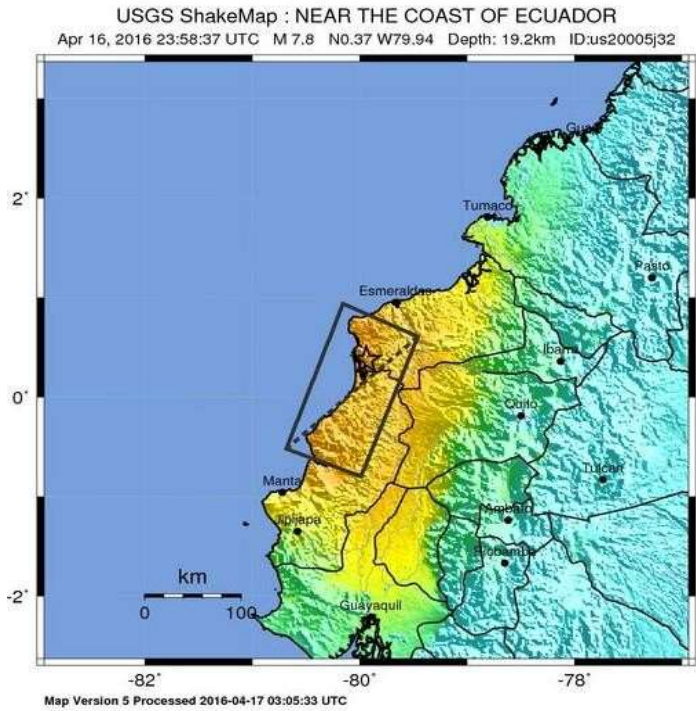 USGS ShakeMap : NEAR THE COAST OF ECUADOR
Apr 16, 2016 23:58:37 UTC M 7.8 N0.37 W79.94 Depth: 19.2km ID:us20005j32
2˚
Tumaco
Pasto
Esmeraldas
Ibarra
0˚
Quito
Tulcan
Manta
Ambato
Jipijapa
Riobamba
km
-2˚
0 100
Guayaquil
-82˚ -80˚ -78˚
Map Version 5 Processed 2016-04-17 03:05:33 UTC